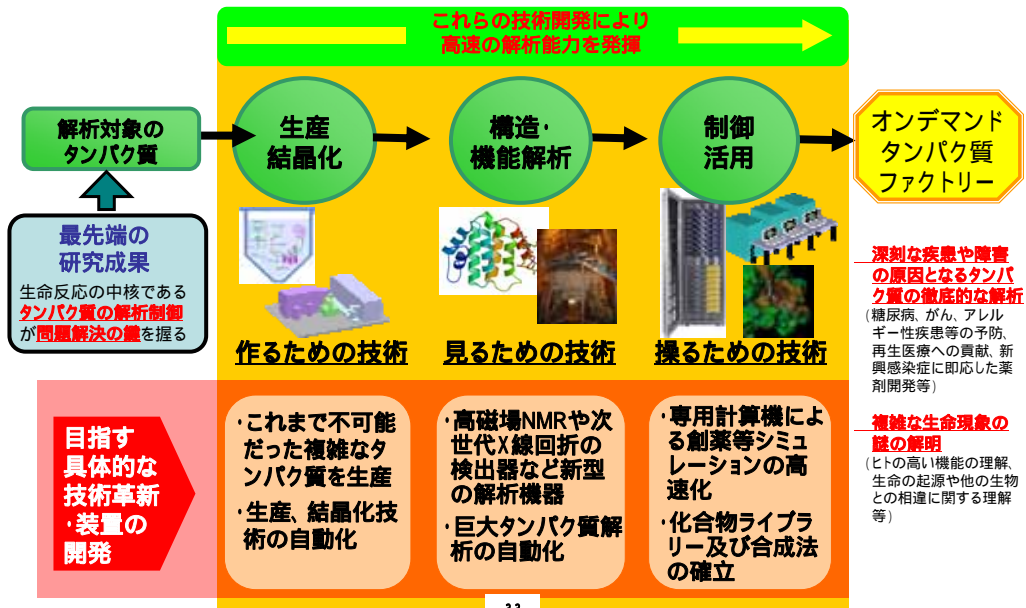 これらの技術開発により
高速の解析能力を発揮
解析対象の
タンパク質
生産
結晶化
構造・
機能解析
制御
活用
オンデマンド
タンパク質
ファクトリー
最先端の
研究成果
生命反応の中核である
タンパク質の解析制御
が問題解決の鍵を握る
作るための技術
見るための技術
操るための技術
深刻な疾患や障害
の原因となるタンパ
ク質の徹底的な解析
(糖尿病、がん、アレル
ギー性疾患等の予防、
再生医療への貢献、新
興感染症に即応した薬
剤開発等)
複雑な生命現象の
謎の解明
(ヒトの高い機能の理解、
生命の起源や他の生物
との相違に関する理解
等)
目指す
具体的な
技術革新
・装置の
開発
・これまで不可能
だった複雑なタ
ンパク質を生産
・生産、結晶化技
術の自動化
・高磁場NMRや次
世代X線回折の
検出器など新型
の解析機器
・巨大タンパク質解
析の自動化
・専用計算機によ
る創薬等シミュ
レーションの高
速化
・化合物ライブラ
リー及び合成法
の確立